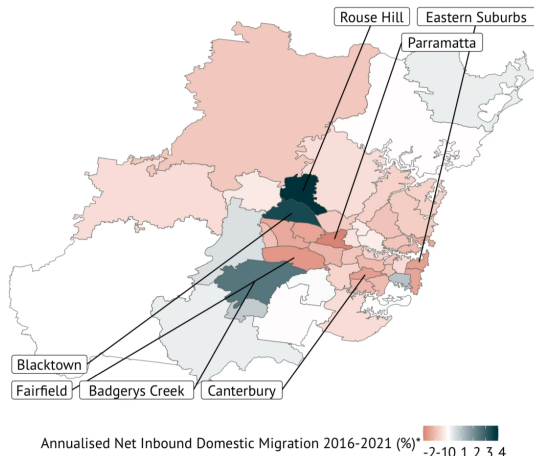 Rouse Hill
Eastern Suburbs
Parramatta
Blacktown
Fairfield
Badgerys Creek
Canterbury
Annualised Net Inbound Domestic Migration 2016-2021 (%)*
-2-10 1 2 3 4